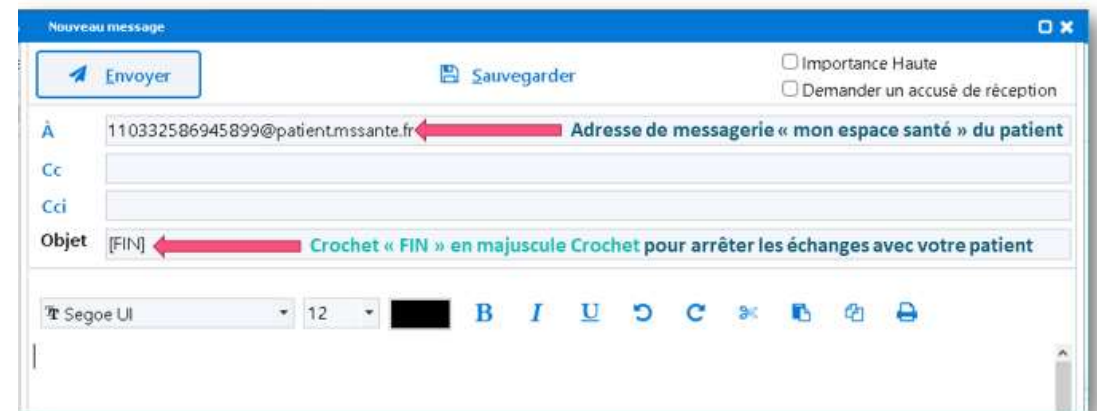 Nouveau message
Envoyer
Sauvegarder
Importance Haute
Demander un accusé de réception
À 110332586945899@patient.mssante.fr Adresse de messagerie « mon espace santé » du patient
Cc
Cci
Objet [FIN] Crochet « FIN » en majuscule Crochet pour arrêter les échanges avec votre patient
Segoe UI 12 B I U